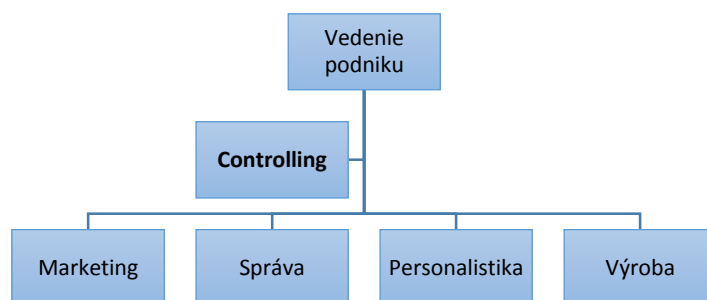 Vedenie
podniku
Controlling
Marketing
Správa
Personalistika
Výroba